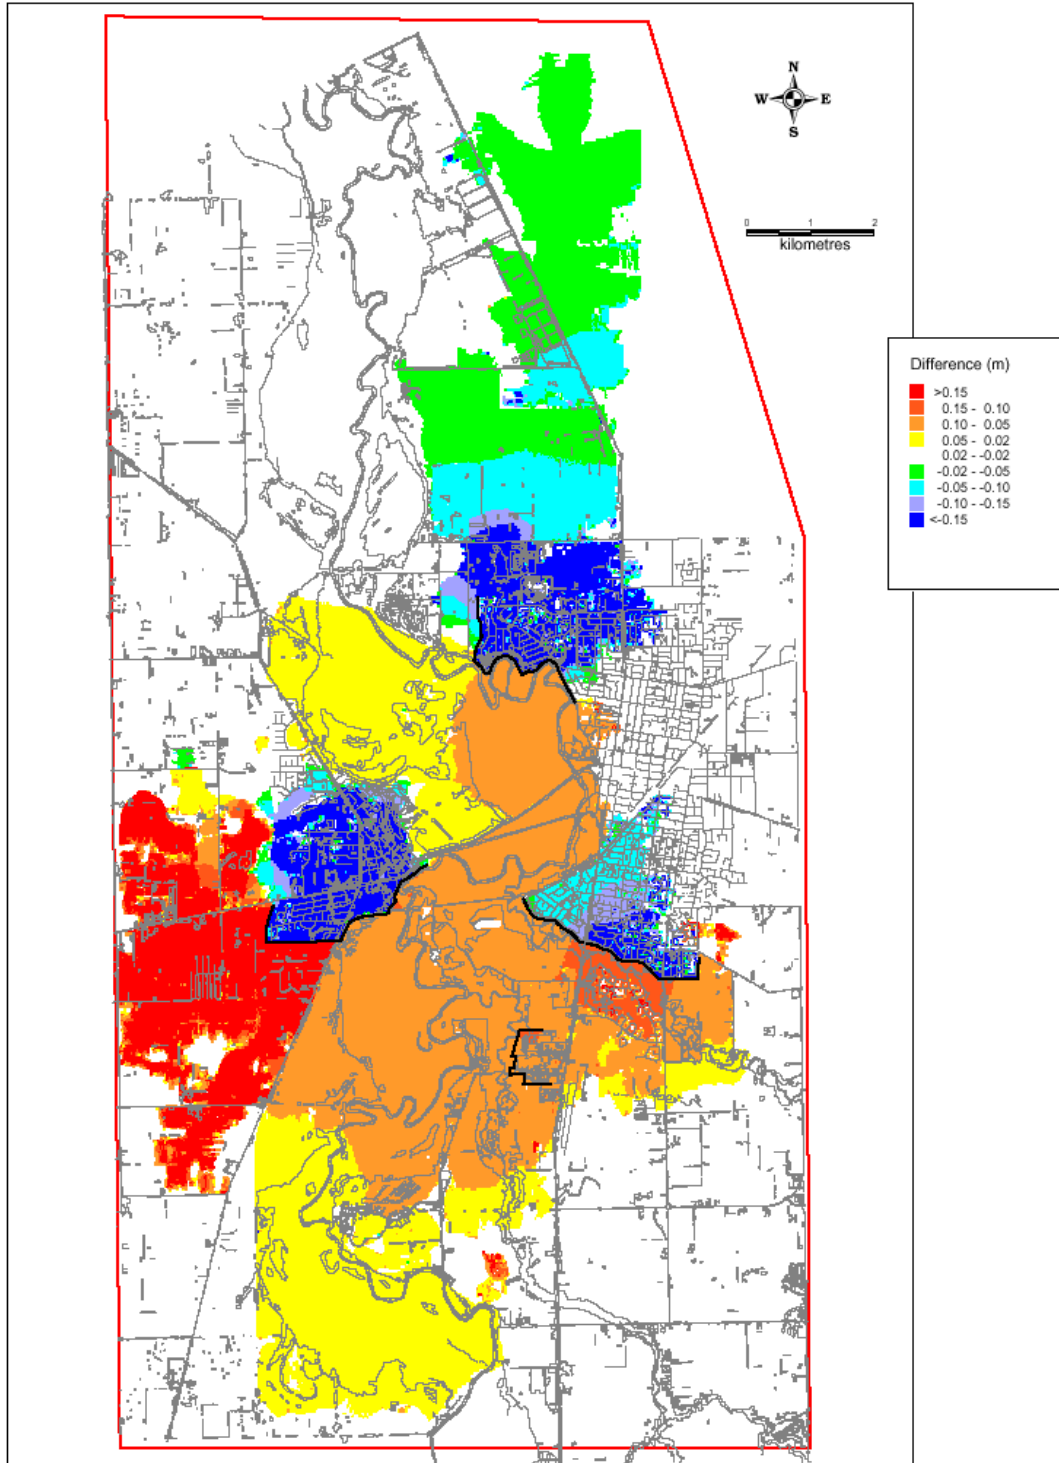 N
W E
S
0 1 2
kilometres
Difference (m)
>0.15
0.15 - 0.10
0.10 - 0.05
0.05 - 0.02
0.02 - -0.02
-0.02 - -0.05
-0.05 - -0.10
-0.10 - -0.15
<-0.15